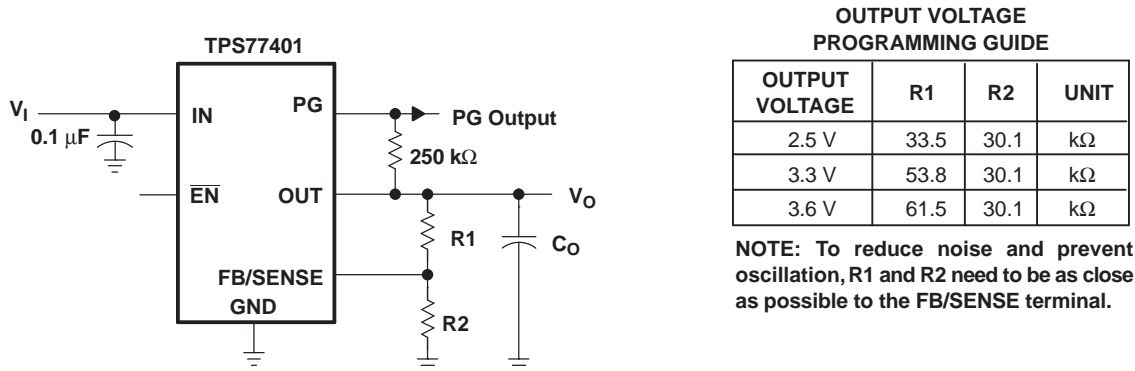 TPS77401
V_I
0.1 μF
IN
PG
PG Output
250 kΩ
EN
OUT
V_O
R1
C_O
FB/SENSE
GND
R2
OUTPUT VOLTAGE
PROGRAMMING GUIDE
OUTPUT VOLTAGE R1 R2 UNIT
2.5 V 33.5 30.1 kΩ
3.3 V 53.8 30.1 kΩ
3.6 V 61.5 30.1 kΩ
NOTE: To reduce noise and prevent
oscillation, R1 and R2 need to be as close
as possible to the FB/SENSE terminal.